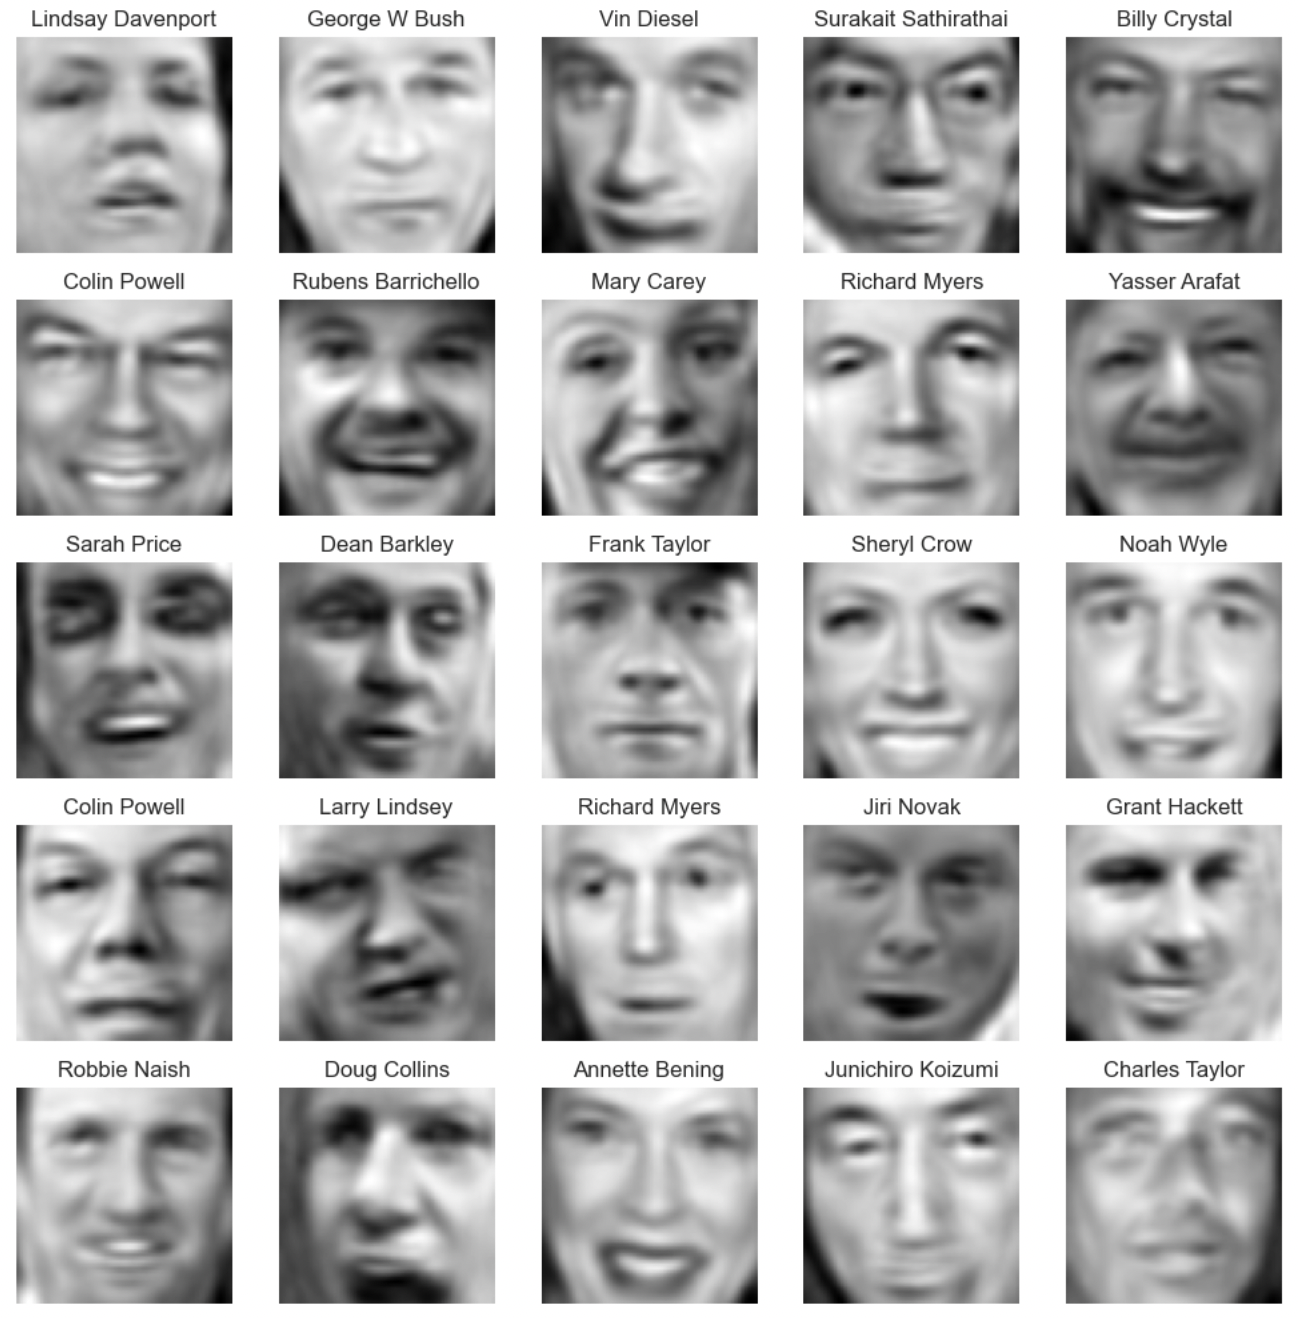 Lindsay Davenport
George W Bush
Vin Diesel
Surakait Sathirathai
Billy Crystal
Colin Powell
Rubens Barrichello
Mary Carey
Richard Myers
Yasser Arafat
Sarah Price
Dean Barkley
Frank Taylor
Sheryl Crow
Noah Wyle
Colin Powell
Larry Lindsey
Richard Myers
Jiri Novak
Grant Hackett
Robbie Naish
Doug Collins
Annette Bening
Junichiro Koizumi
Charles Taylor